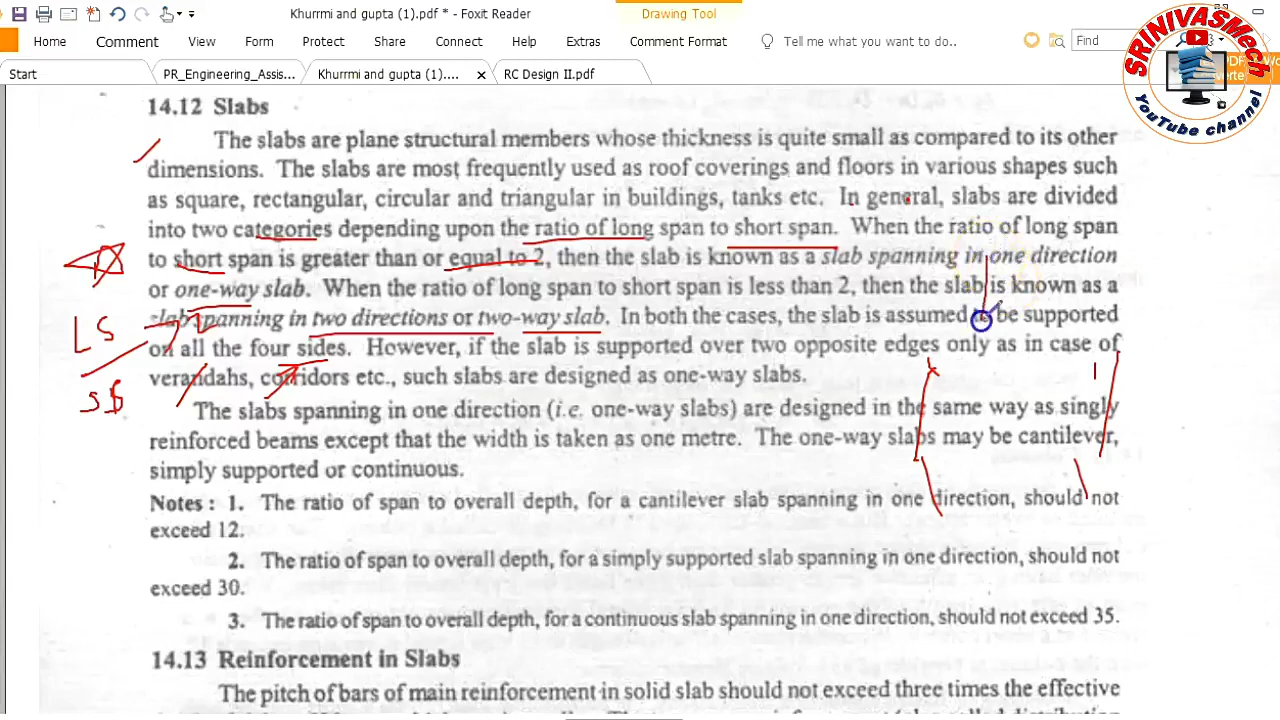 Khurrmi and gupta (1).pdf * - Foxit Reader
Drawing Tool
Home Comment View Form Protect Share Connect Help Extras Comment Format Tell me what you want to do.. Find
Start PR_Engineering_Assis... Khurrmi and gupta (1).... RC Design II.pdf
SRINIVASMech
YouTube channel
14.12 Slabs
The slabs are plane structural members whose thickness is quite small as compared to its other
dimensions. The slabs are most frequently used as roof coverings and floors in various shapes such
as square, rectangular, circular and triangular in buildings, tanks etc. In general, slabs are divided
into two categories depending upon the ratio of long span to short span. When the ratio of long span
to short span is greater than or equal to 2, then the slab is known as a slab spanning in one direction
or one-way slab. When the ratio of long span to short span is less than 2, then the slab is known as a
slab spanning in two directions or two-way slab. In both the cases, the slab is assumed be supported
LS
on all the four sides. However, if the slab is supported over two opposite edges only as in case of
verandahs, corridors etc., such slabs are designed as one-way slabs.
The slabs spanning in one direction (i.e. one-way slabs) are designed in the same way as singly
reinforced beams except that the width is taken as one metre. The one-way slabs may be cantilever,
simply supported or continuous.
Notes : 1. The ratio of span to overall depth, for a cantilever slab spanning in one direction, should not
exceed 12.
2. The ratio of span to overall depth, for a simply supported slab spanning in one direction, should not
exceed 30.
3. The ratio of span to overall depth, for a continuous slab spanning in one direction, should not exceed 35.
14.13 Reinforcement in Slabs
The pitch of bars of main reinforcement in solid slab should not exceed three times the effective